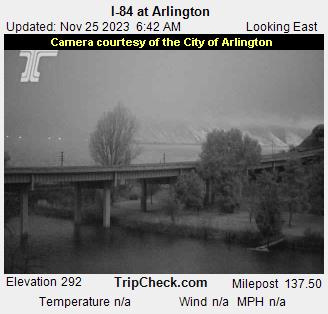 I-84 at Arlington
Updated: Nov 25 2023 6:42 AM Looking East
Camera courtesy of the City of Arlington
Elevation 292 TripCheck.com Milepost 137.50
Temperature n/a Wind n/a MPH n/a